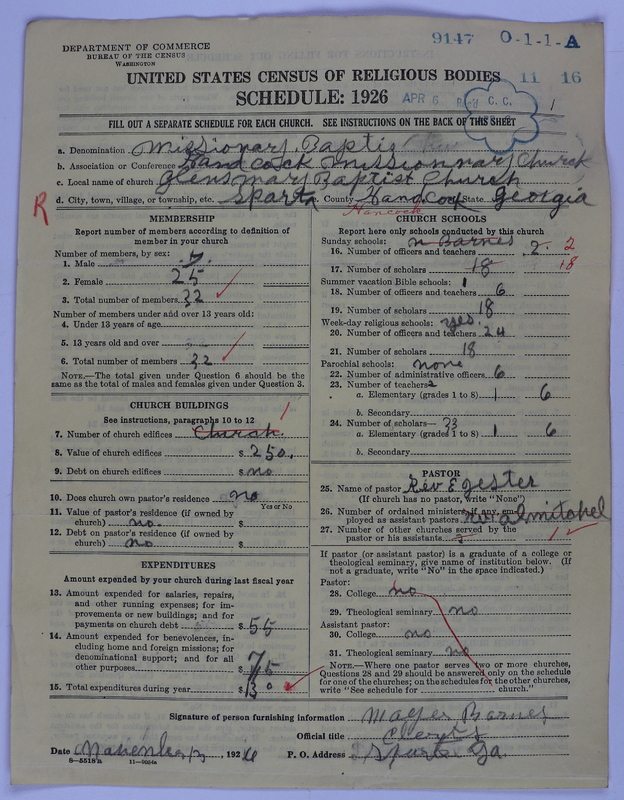 9147 O-1-1-A
DEPARTMENT OF COMMERCE
BUREAU OF THE CENSUS
WASHINGTON
UNITED STATES CENSUS OF RELIGIOUS BODIES 11 16
SCHEDULE: 1926 APR 6 Rec'd C. C. 1
FILL OUT A SEPARATE SCHEDULE FOR EACH CHURCH. SEE INSTRUCTIONS ON THE BACK OF THIS SHEET
a. Denomination Missionary Baptis
b. Association or Conference Handcock missionnary Church
c. Local name of church Glensmary Baptist Church
d. City, town, village, or township, etc. Sparta County Handcock State Georgia
Hancock
R
MEMBERSHIP
Report number of members according to definition of
member in your church
Number of members, by sex:
1. Male 7
2. Female 25
3. Total number of members 32
Number of members under and over 13 years old:
4. Under 13 years of age
5. 13 years old and over
6. Total number of members 32
NOTE.—The total given under Question 6 should be the
same as the total of males and females given under Question 3.
CHURCH BUILDINGS
See instructions, paragraphs 10 to 12
7. Number of church edifices Church 1
8. Value of church edifices $ 250.
9. Debt on church edifices $ no
10. Does church own pastor's residence no
Yes or No
11. Value of pastor's residence (if owned by
church) no. $
12. Debt on pastor's residence (if owned by
church) no $
EXPENDITURES
Amount expended by your church during last fiscal year
13. Amount expended for salaries, repairs,
and other running expenses; for im-
provements or new buildings; and for
payments on church debt $ 55
14. Amount expended for benevolences, in-
cluding home and foreign missions; for
denominational support; and for all
other purposes $ 75
15. Total expenditures during year $ 130
CHURCH SCHOOLS
Report here only schools conducted by this church
Sunday schools: n Barnes
16. Number of officers and teachers 2. 2
17. Number of scholars 18 18
Summer vacation Bible schools: 1
18. Number of officers and teachers 6
19. Number of scholars 18
Week-day religious schools: yes.
20. Number of officers and teachers 24
21. Number of scholars 18
Parochial schools: none
22. Number of administrative officers 6
23. Number of teachers— 2
a. Elementary (grades 1 to 8) 1 6
b. Secondary
24. Number of scholars— 33
a. Elementary (grades 1 to 8) 1 6
b. Secondary
PASTOR
25. Name of pastor Rev E Jester
(If church has no pastor, write "None")
26. Number of ordained ministers, if any, em-
ployed as assistant pastors
27. Number of other churches served by the
pastor or his assistants 1
If pastor (or assistant pastor) is a graduate of a college or
theological seminary, give name of institution below. (If
not a graduate, write "No" in the space indicated.)
Pastor:
28. College no
29. Theological seminary no
Assistant pastor:
30. College no
31. Theological seminary no
NOTE.—Where one pastor serves two or more churches,
Questions 28 and 29 should be answered only on the schedule
for one of the churches; on the schedules for the other churches,
write "See schedule for church."
Signature of person furnishing information Barnes
Official title Clerk
Date 1926 P. O. Address Sparta Ga.
8—5518a 11—9024a